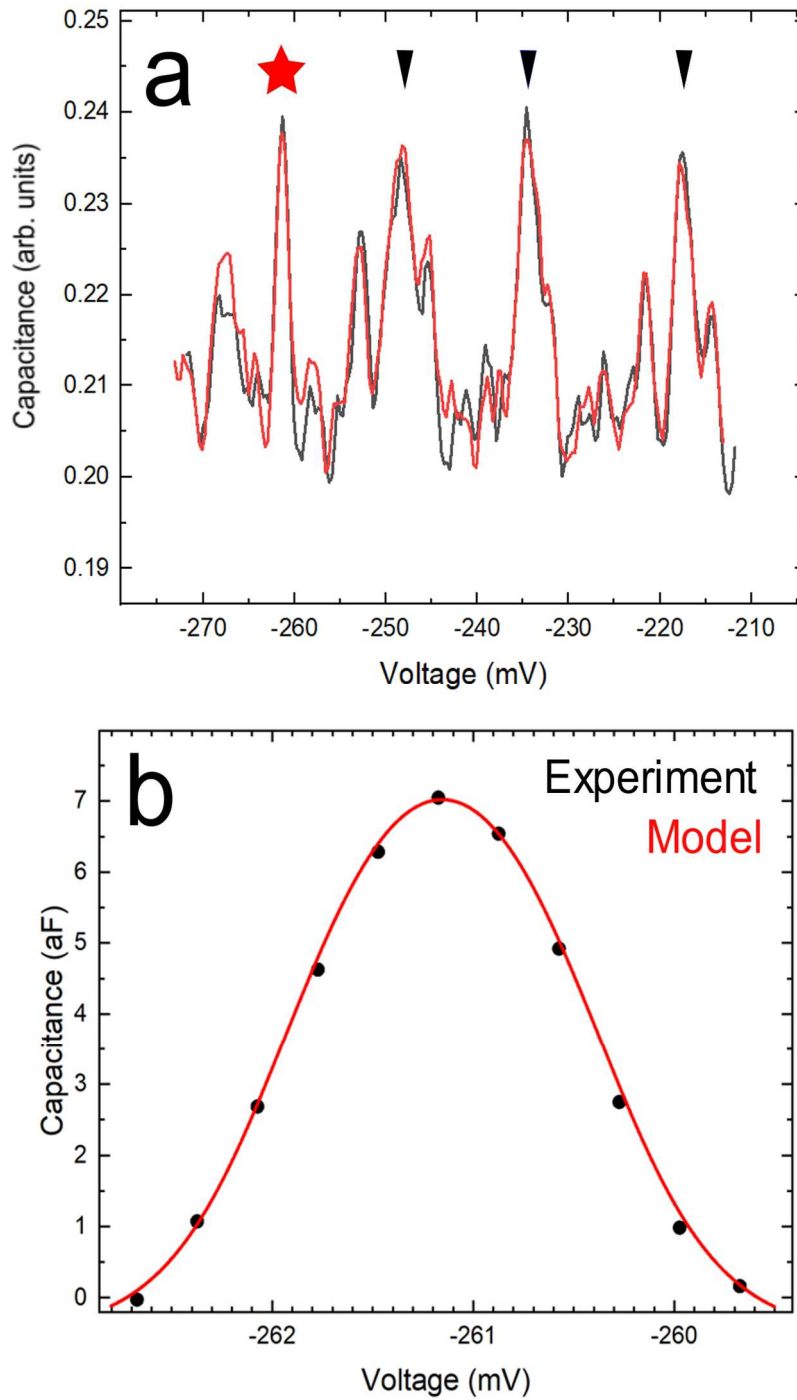 a
0.25
0.24
0.23
0.22
0.21
0.20
0.19
Capacitance (arb. units)
-270 -260 -250 -240 -230 -220 -210
Voltage (mV)
b
Experiment
Model
7
6
5
4
3
2
1
0
Capacitance (aF)
-262 -261 -260
Voltage (mV)